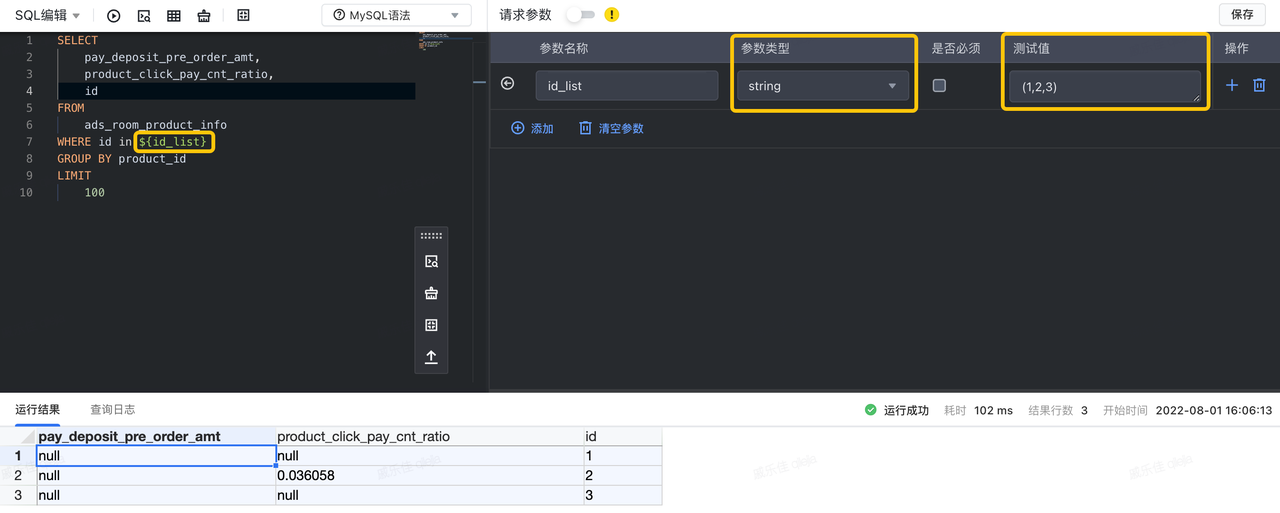 SQL编辑
MySQL语法
请求参数
保存
1 SELECT
2 pay_deposit_pre_order_amt,
3 product_click_pay_cnt_ratio,
4 id
5 FROM
6 ads_room_product_info
7 WHERE id in ${id_list}
8 GROUP BY product_id
9 LIMIT
10 100
参数名称 参数类型 是否必须 测试值 操作
id_list string (1,2,3)
添加 清空参数
运行结果 查询日志 运行成功 耗时 102 ms 结果行数 3 开始时间 2022-08-01 16:06:13
pay_deposit_pre_order_amt product_click_pay_cnt_ratio id
1 null null 1
2 null 0.036058 2
3 null null 3